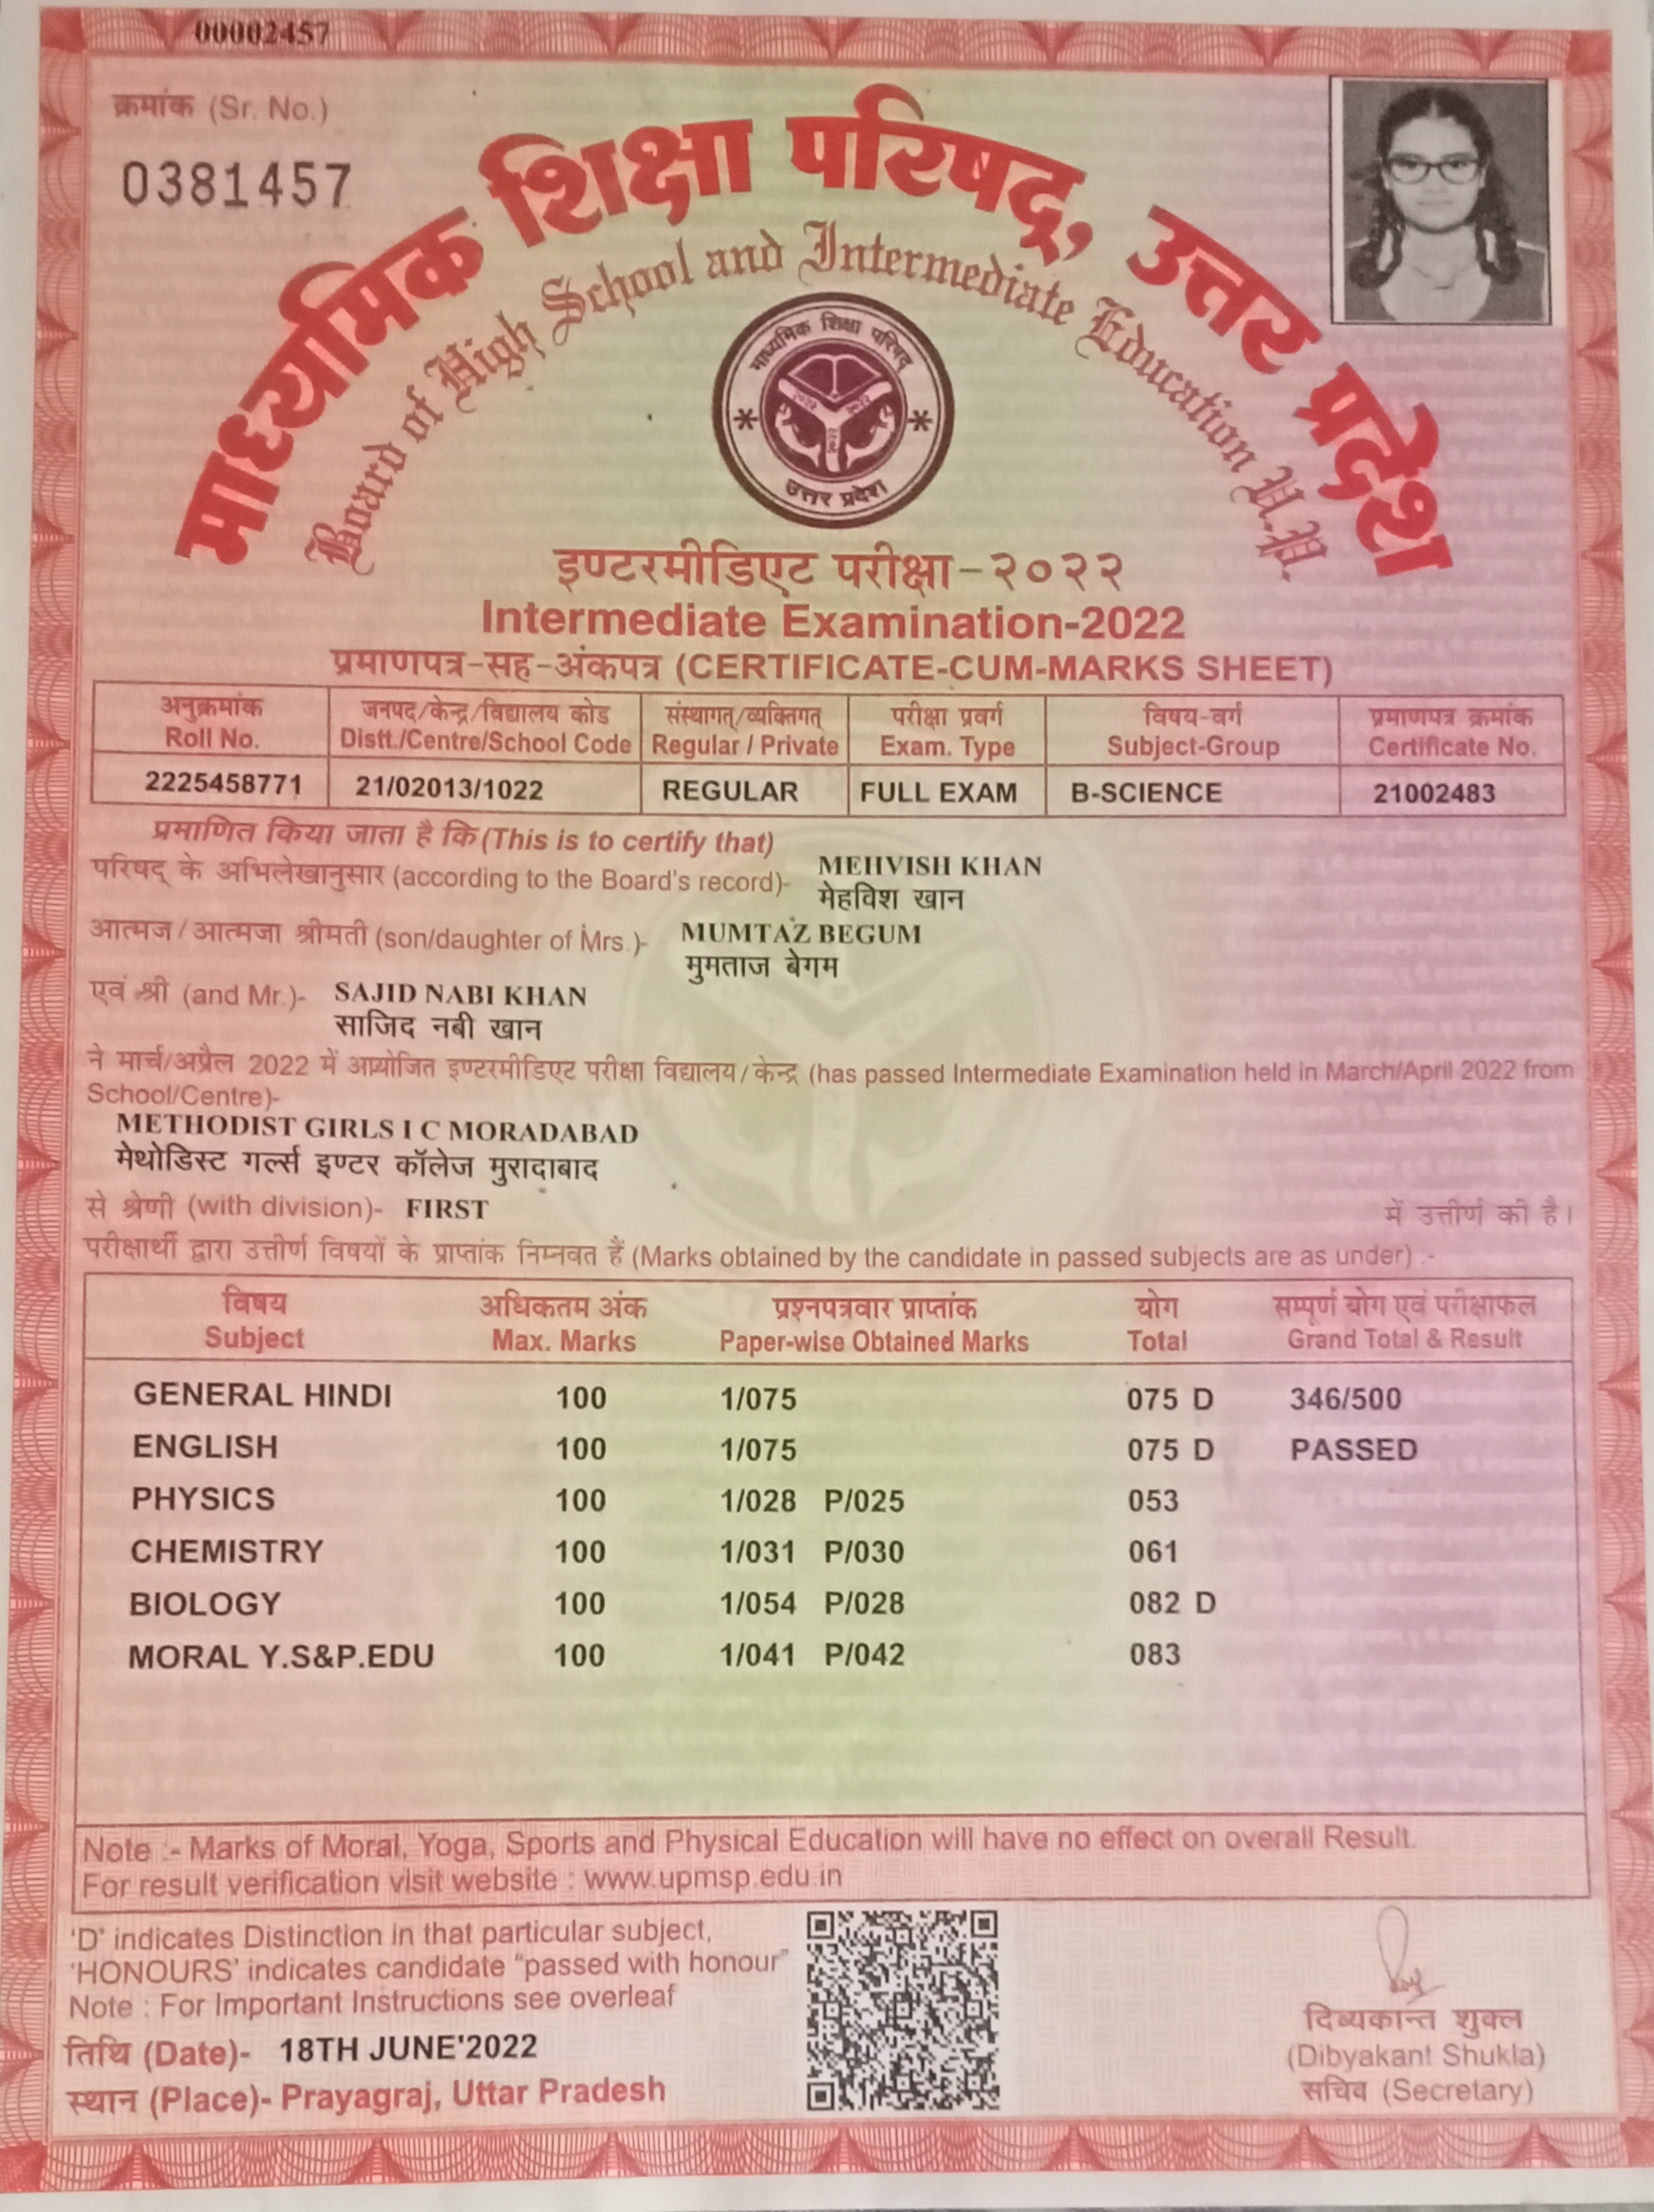 00002457
क्रमांक (Sr. No.)
0381457
माध्यमिक शिक्षा परिषद्, उत्तर प्रदेश
Board of High School and Intermediate Education U.P.
माध्यमिक शिक्षा परिषद्
उत्तर प्रदेश
इण्टरमीडिएट परीक्षा-२०२२
Intermediate Examination-2022
प्रमाणपत्र-सह-अंकपत्र (CERTIFICATE-CUM-MARKS SHEET)
अनुक्रमांक जनपद/केन्द्र/विद्यालय कोड संस्थागत्/व्यक्तिगत् परीक्षा प्रवर्ग विषय-वर्ग प्रमाणपत्र क्रमांक
Roll No. Distt./Centre/School Code Regular / Private Exam. Type Subject-Group Certificate No.
2225458771 21/02013/1022 REGULAR FULL EXAM B-SCIENCE 21002483
प्रमाणित किया जाता है कि (This is to certify that)
परिषद् के अभिलेखानुसार (according to the Board's record)- MEHVISH KHAN
मेहविश खान
आत्मज/आत्मजा श्रीमती (son/daughter of Mrs.)- MUMTAZ BEGUM
मुमताज बेगम
एवं श्री (and Mr.)- SAJID NABI KHAN
साजिद नबी खान
ने मार्च/अप्रैल 2022 में आयोजित इण्टरमीडिएट परीक्षा विद्यालय/केन्द्र (has passed Intermediate Examination held in March/April 2022 from
School/Centre)-
METHODIST GIRLS I C MORADABAD
मेथोडिस्ट गर्ल्स इण्टर कॉलेज मुरादाबाद
से श्रेणी (with division)- FIRST में उत्तीर्ण की है।
परीक्षार्थी द्वारा उत्तीर्ण विषयों के प्राप्तांक निम्नवत हैं (Marks obtained by the candidate in passed subjects are as under) :-
विषय अधिकतम अंक प्रश्नपत्रवार प्राप्तांक योग सम्पूर्ण योग एवं परीक्षाफल
Subject Max. Marks Paper-wise Obtained Marks Total Grand Total & Result
GENERAL HINDI 100 1/075 075 D 346/500
ENGLISH 100 1/075 075 D PASSED
PHYSICS 100 1/028 P/025 053
CHEMISTRY 100 1/031 P/030 061
BIOLOGY 100 1/054 P/028 082 D
MORAL Y.S&P.EDU 100 1/041 P/042 083
Note :- Marks of Moral, Yoga, Sports and Physical Education will have no effect on overall Result.
For result verification visit website : www.upmsp.edu.in
'D' indicates Distinction in that particular subject,
'HONOURS' indicates candidate "passed with honour"
Note : For Important Instructions see overleaf
तिथि (Date)- 18TH JUNE'2022
स्थान (Place)- Prayagraj, Uttar Pradesh
दिब्यकान्त शुक्ल
(Dibyakant Shukla)
सचिव (Secretary)